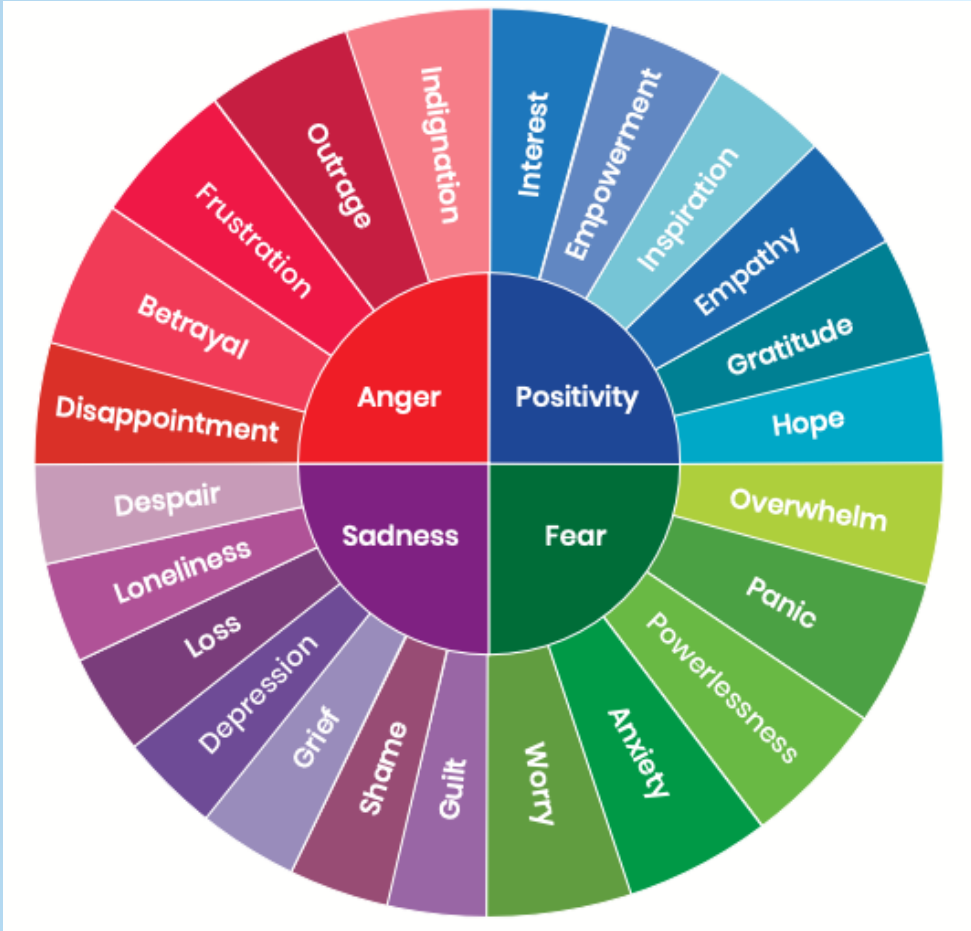 Indignation
Outrage
Frustration
Betrayal
Disappointment
Anger
Interest
Empowerment
Inspiration
Empathy
Gratitude
Hope
Positivity
Despair
Loneliness
Loss
Depression
Grief
Shame
Guilt
Sadness
Overwhelm
Panic
Powerlessness
Anxiety
Worry
Fear